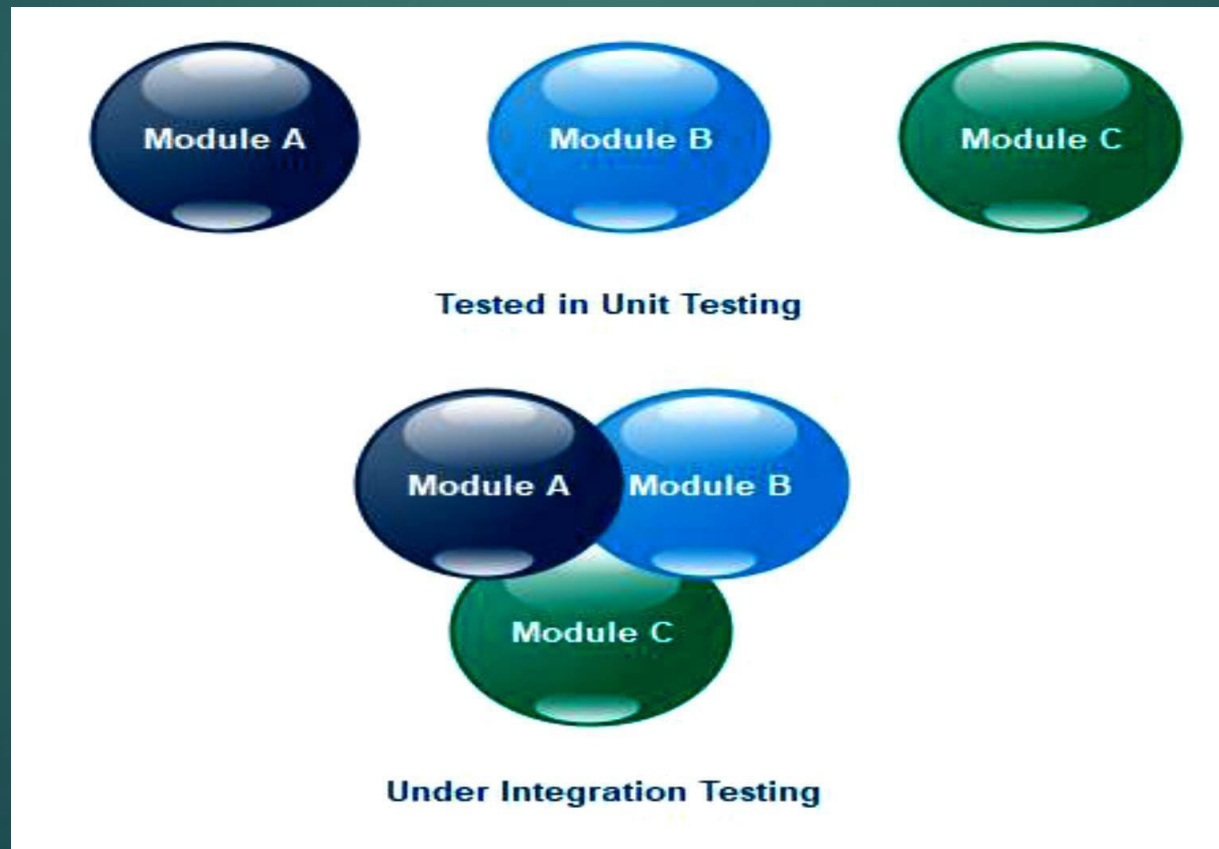 Module A
Module B
Module C
Tested in Unit Testing
Module A
Module B
Module C
Under Integration Testing